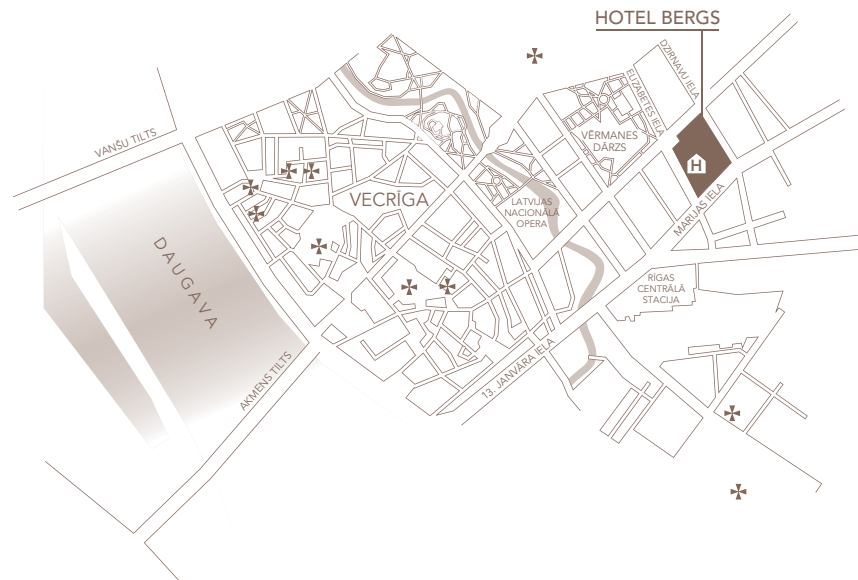 HOTEL BERGS
DZIRNAVU IELA
ELIZABETES IELA
VĒRMANES
DĀRZS
VANŠU TILTS
H
VECRĪGA
LATVIJAS
NACIONĀLĀ
OPERA
MARIJAS IELA
DAUGAVA
RĪGAS
CENTRĀLĀ
STACIJA
13. JANVĀRA IELA
AKMENS TILTS